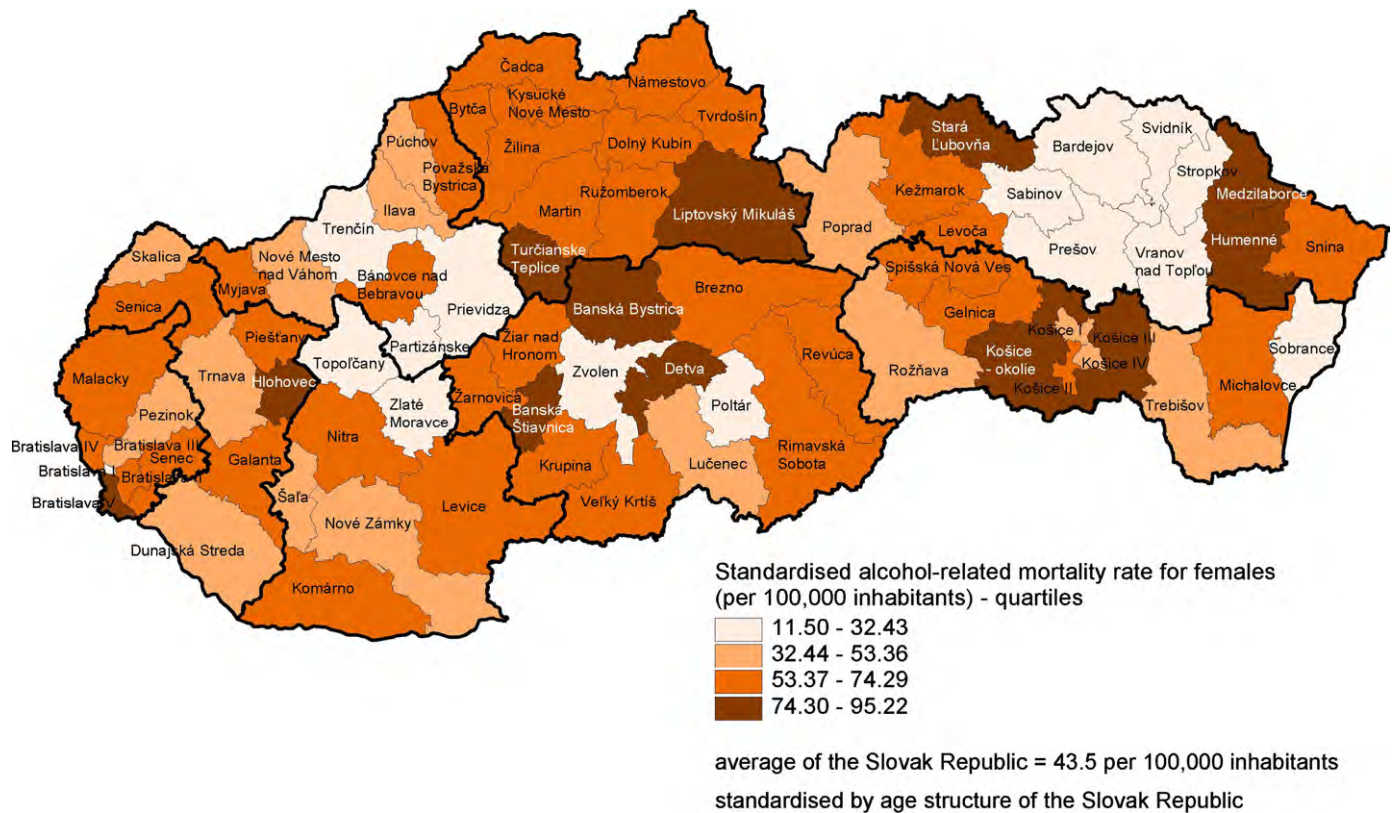 Čadca
Námestovo
Bytča
Kysucké
Nové Mesto
Tvrdošín
Púchov
Žilina
Dolný Kubín
Stará
Ľubovňa
Svidník
Bardejov
Považská
Bystrica
Ružomberok
Stropkov
Ilava
Martin
Liptovský Mikuláš
Kežmarok
Sabinov
Medzilaborce
Trenčín
Poprad
Levoča
Prešov
Humenné
Snina
Skalica
Nové Mesto
nad Váhom
Turčianske
Teplice
Vranov
nad Topľou
Bánovce nad
Bebravou
Spišská Nová Ves
Senica
Myjava
Prievidza
Brezno
Banská Bystrica
Gelnica
Piešťany
Partizánske
Žiar nad
Hronom
Košice I
Košice III
Topoľčany
Revúca
Košice
- okolie
Sobrance
Malacky
Trnava
Hlohovec
Zvolen
Detva
Rožňava
Košice IV
Michalovce
Žarnovica
Košice II
Zlaté
Moravce
Poltár
Trebišov
Pezinok
Banská
Štiavnica
Nitra
Bratislava IV
Bratislava III
Senec
Galanta
Rimavská
Sobota
Krupina
Lučenec
Bratislava I
Bratislava II
Šaľa
Veľký Krtíš
Bratislava V
Nové Zámky
Levice
Dunajská Streda
Komárno
Standardised alcohol-related mortality rate for females
(per 100,000 inhabitants) - quartiles
11.50 - 32.43
32.44 - 53.36
53.37 - 74.29
74.30 - 95.22
average of the Slovak Republic = 43.5 per 100,000 inhabitants
standardised by age structure of the Slovak Republic